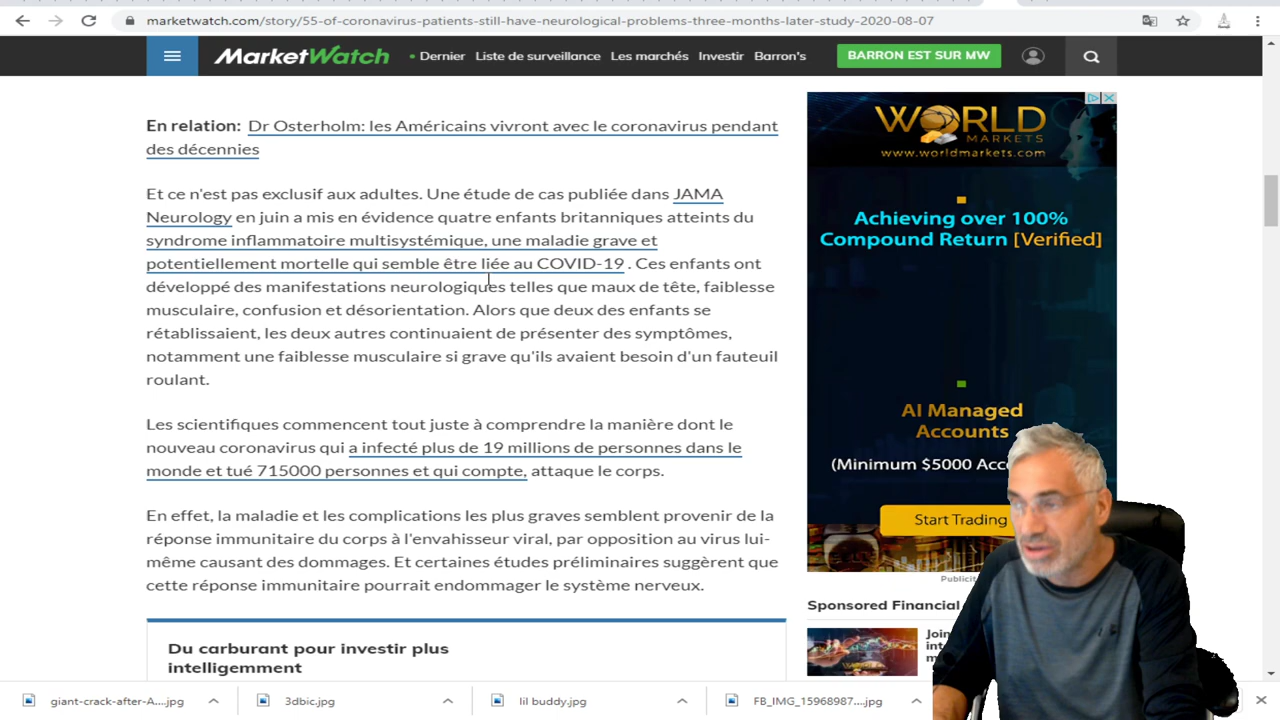 marketwatch.com/story/55-of-coronavirus-patients-still-have-neurological-problems-three-months-later-study-2020-08-07
MarketWatch • Dernier Liste de surveillance Les marchés Investir Barron's BARRON EST SUR MW
En relation: Dr Osterholm: les Américains vivront avec le coronavirus pendant
des décennies
Et ce n'est pas exclusif aux adultes. Une étude de cas publiée dans JAMA
Neurology en juin a mis en évidence quatre enfants britanniques atteints du
syndrome inflammatoire multisystémique, une maladie grave et
potentiellement mortelle qui semble être liée au COVID-19 . Ces enfants ont
développé des manifestations neurologiques telles que maux de tête, faiblesse
musculaire, confusion et désorientation. Alors que deux des enfants se
rétablissaient, les deux autres continuaient de présenter des symptômes,
notamment une faiblesse musculaire si grave qu'ils avaient besoin d'un fauteuil
roulant.
Les scientifiques commencent tout juste à comprendre la manière dont le
nouveau coronavirus qui a infecté plus de 19 millions de personnes dans le
monde et tué 715000 personnes et qui compte, attaque le corps.
En effet, la maladie et les complications les plus graves semblent provenir de la
réponse immunitaire du corps à l'envahisseur viral, par opposition au virus lui-
même causant des dommages. Et certaines études préliminaires suggèrent que
cette réponse immunitaire pourrait endommager le système nerveux.
Du carburant pour investir plus
intelligemment
WORLD
MARKETS
www.worldmarkets.com
Achieving over 100%
Compound Return [Verified]
AI Managed
Accounts
(Minimum $5000
Start Trading
Sponsored Financial
giant-crack-after-A....jpg
3dbic.jpg
lil buddy.jpg
FB_IMG_15968987....jpg